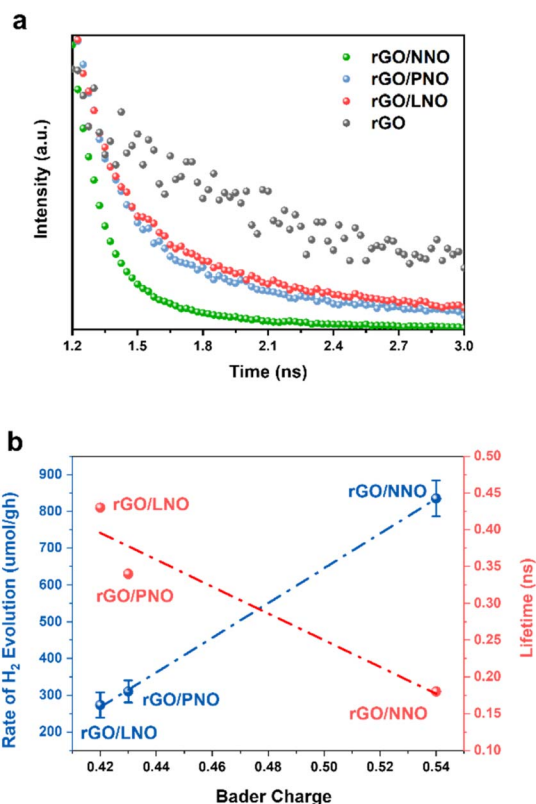 a
rGO/NNO
rGO/PNO
rGO/LNO
rGO
Intensity (a.u.)
1.2 1.5 1.8 2.1 2.4 2.7 3.0
Time (ns)
b
Rate of H₂ Evolution (umol/gh)
900
800
700
600
500
400
300
200
rGO/LNO
rGO/NNO
rGO/PNO
rGO/PNO
rGO/LNO
rGO/NNO
0.50
0.45
0.40
0.35
0.30
0.25
0.20
0.15
0.10
Lifetime (ns)
0.42 0.44 0.46 0.48 0.50 0.52 0.54
Bader Charge